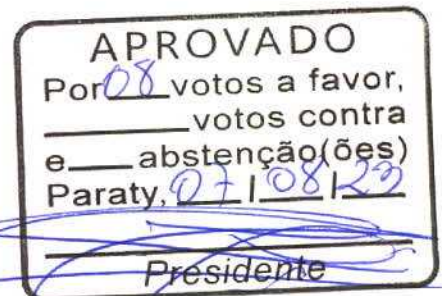 APROVADO
Por 08 votos a favor,
votos contra
e abstenção(ões)
Paraty, 07 / 08 / 23
Presidente